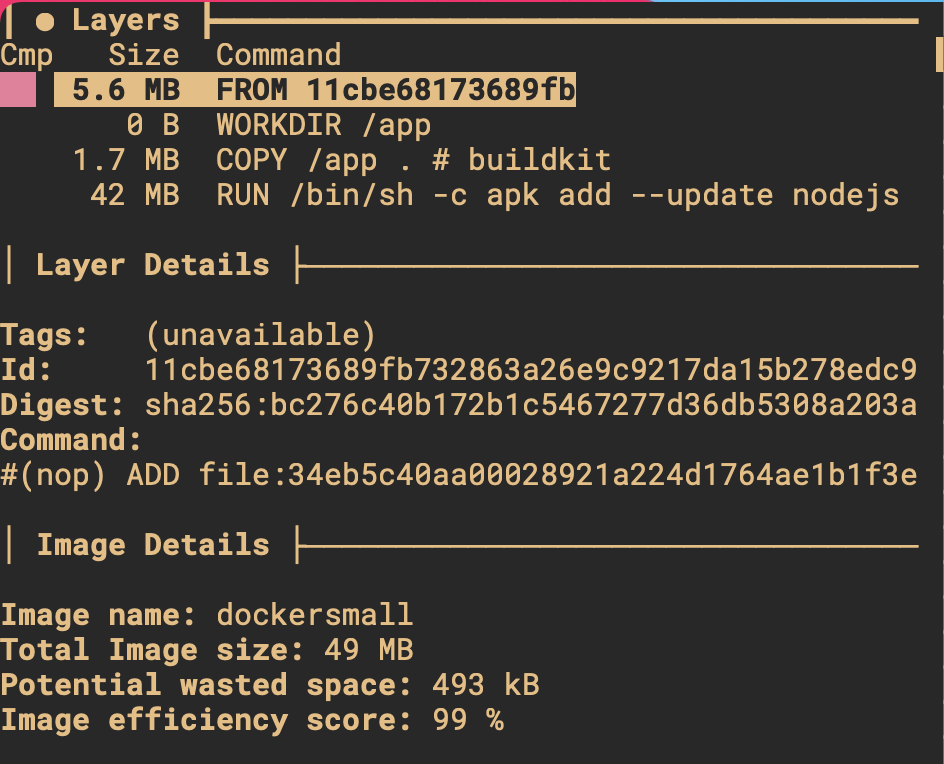 ● Layers
Cmp Size Command
5.6 MB FROM 11cbe68173689fb
0 B WORKDIR /app
1.7 MB COPY /app . # buildkit
42 MB RUN /bin/sh -c apk add --update nodejs
Layer Details
Tags: (unavailable)
Id: 11cbe68173689fb732863a26e9c9217da15b278edc9
Digest: sha256:bc276c40b172b1c5467277d36db5308a203a
Command:
#(nop) ADD file:34eb5c40aa00028921a224d1764ae1b1f3e
Image Details
Image name: dockersmall
Total Image size: 49 MB
Potential wasted space: 493 kB
Image efficiency score: 99 %